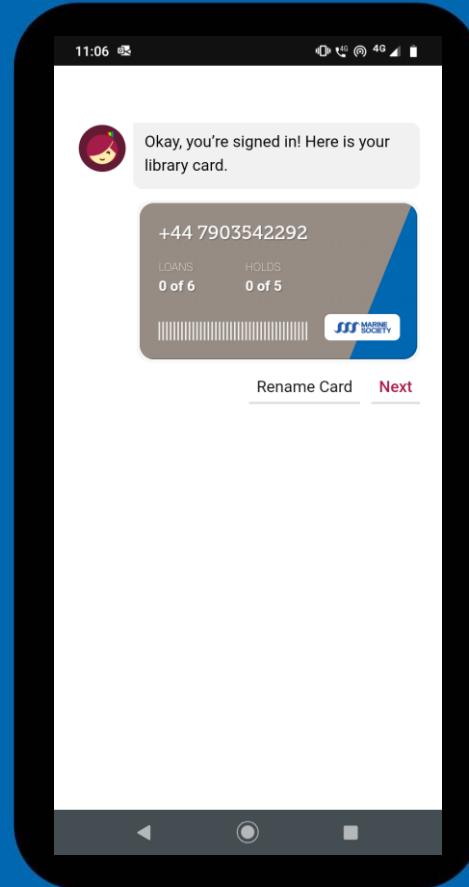 11:06
4G
4G
Okay, you're signed in! Here is your
library card.
+44 7903542292
LOANS HOLDS
0 of 6 0 of 5
MARINE
SOCIETY
Rename Card Next